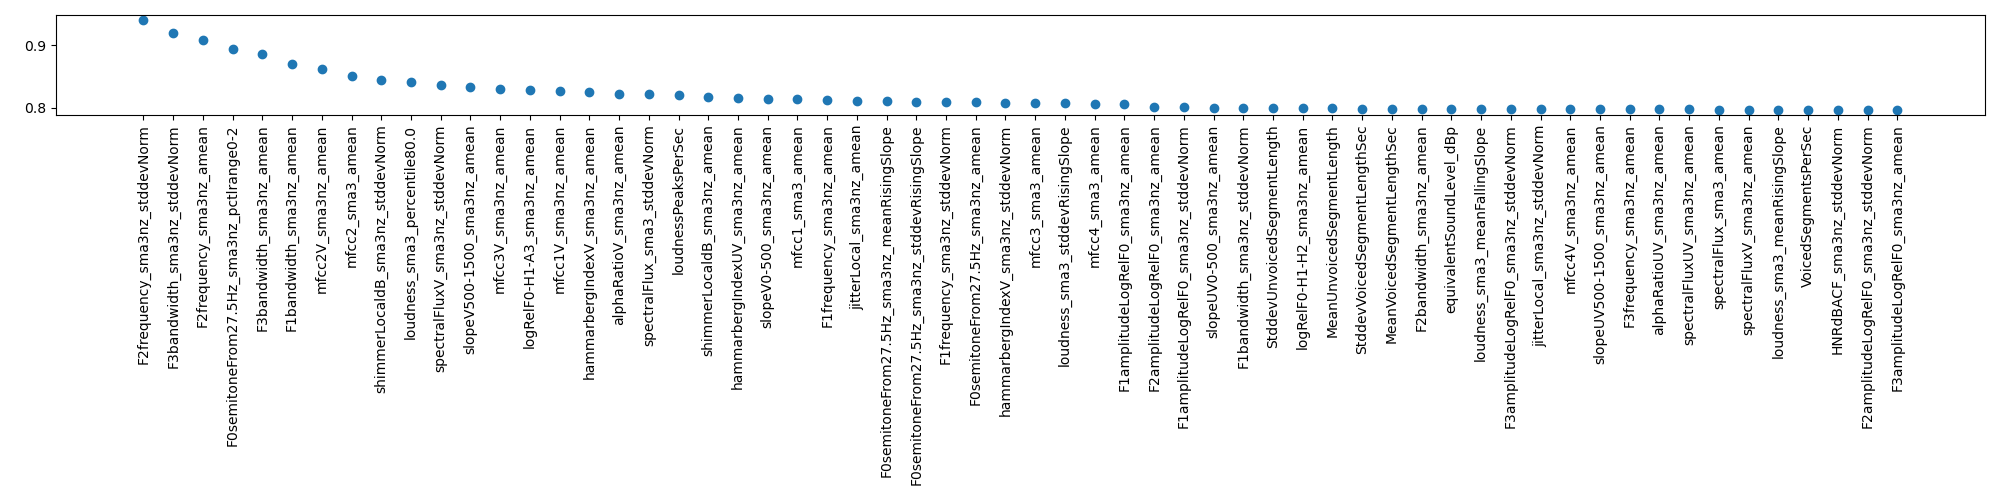 0.9
0.8
F2frequency_sma3nz_stddevNorm
F3bandwidth_sma3nz_stddevNorm
F2frequency_sma3nz_amean
F0semitoneFrom27.5Hz_sma3nz_pctlrange0-2
F3bandwidth_sma3nz_amean
F1bandwidth_sma3nz_amean
mfcc2V_sma3nz_amean
mfcc2_sma3_amean
shimmerLocaldB_sma3nz_stddevNorm
loudness_sma3_percentile80.0
spectralFluxV_sma3nz_stddevNorm
slopeV500-1500_sma3nz_amean
mfcc3V_sma3nz_amean
logRelF0-H1-A3_sma3nz_amean
mfcc1V_sma3nz_amean
hammarbergIndexV_sma3nz_amean
alphaRatioV_sma3nz_amean
spectralFlux_sma3_stddevNorm
loudnessPeaksPerSec
shimmerLocaldB_sma3nz_amean
hammarbergIndexUV_sma3nz_amean
slopeV0-500_sma3nz_amean
mfcc1_sma3_amean
F1frequency_sma3nz_amean
jitterLocal_sma3nz_amean
F0semitoneFrom27.5Hz_sma3nz_meanRisingSlope
F0semitoneFrom27.5Hz_sma3nz_stddevRisingSlope
F1frequency_sma3nz_stddevNorm
F0semitoneFrom27.5Hz_sma3nz_amean
hammarbergIndexV_sma3nz_stddevNorm
mfcc3_sma3_amean
loudness_sma3_stddevRisingSlope
mfcc4_sma3_amean
F1amplitudeLogRelF0_sma3nz_amean
F2amplitudeLogRelF0_sma3nz_amean
F1amplitudeLogRelF0_sma3nz_stddevNorm
slopeUV0-500_sma3nz_amean
F1bandwidth_sma3nz_stddevNorm
StddevUnvoicedSegmentLength
logRelF0-H1-H2_sma3nz_amean
MeanUnvoicedSegmentLength
StddevVoicedSegmentLengthSec
MeanVoicedSegmentLengthSec
F2bandwidth_sma3nz_amean
equivalentSoundLevel_dBp
loudness_sma3_meanFallingSlope
F3amplitudeLogRelF0_sma3nz_stddevNorm
jitterLocal_sma3nz_stddevNorm
mfcc4V_sma3nz_amean
slopeUV500-1500_sma3nz_amean
F3frequency_sma3nz_amean
alphaRatioUV_sma3nz_amean
spectralFluxUV_sma3nz_amean
spectralFlux_sma3_amean
spectralFluxV_sma3nz_amean
loudness_sma3_meanRisingSlope
VoicedSegmentsPerSec
HNRdBACF_sma3nz_stddevNorm
F2amplitudeLogRelF0_sma3nz_stddevNorm
F3amplitudeLogRelF0_sma3nz_amean